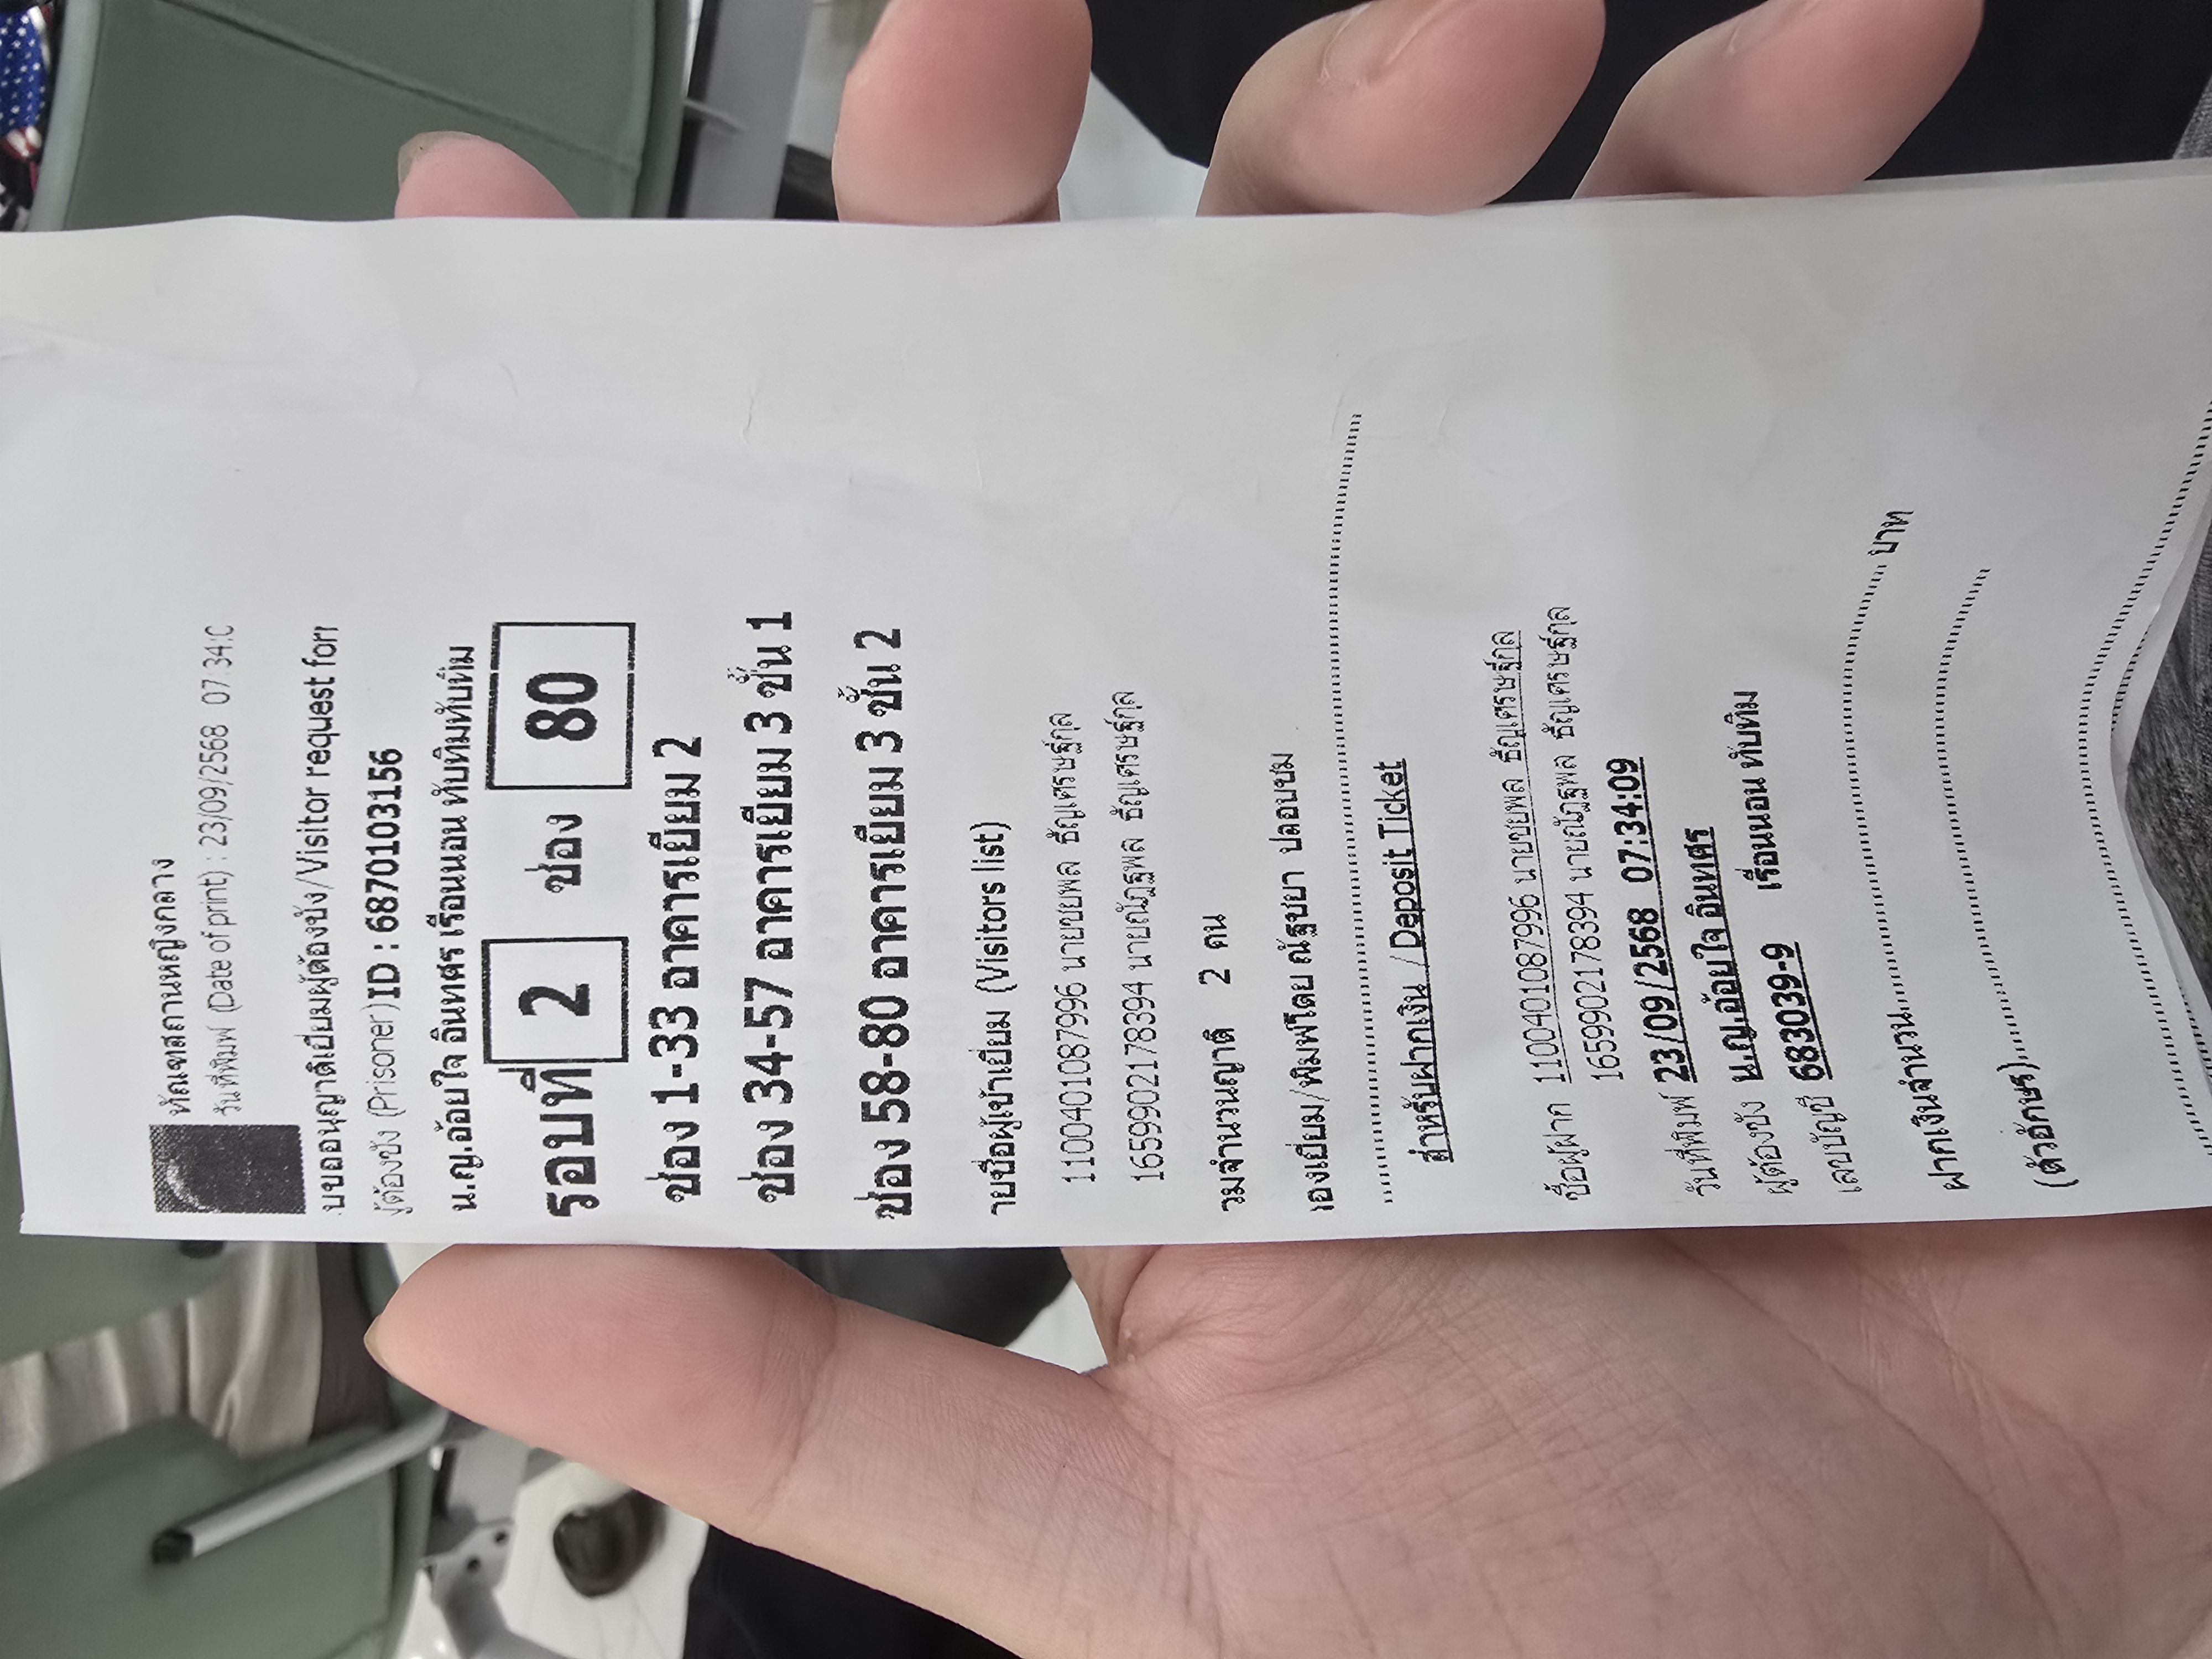 ทัณฑสถานหญิงกลาง
วันที่พิมพ์ (Date of print) : 23/09/2568 07:34:0
บขออนุญาติเยี่ยมผู้ต้องขัง/Visitor request for
ผู้ต้องขัง (Prisoner) ID : 6870103156
น.ญ.อ้อยใจ อินทศร เรือนนอน ทับทิมทับทิม
รอบที่ 2 ช่อง 80
ช่อง 1-33 อาคารเยียม 2
ช่อง 34-57 อาคารเยียม 3 ชั้น 1
ช่อง 58-80 อาคารเยียม 3 ชั้น 2
ายชื่อผู้เข้าเยี่ยม (Visitors list)
1100401087996 นายชยพล ธัญเศรษฐ์กุล
1659902178394 นายณัฏฐพล ธัญเศรษฐ์กุล
วมจำนวนญาติ 2 คน
องเยี่ยม/พิมพ์โดย ณัฐชยา ปลอบชม
สำหรับฝากเงิน / Deposit Ticket
ชื่อผู้ฝาก 1100401087996 นายชยพล ธัญเศรษฐ์กุล
1659902178394 นายณัฏฐพล ธัญเศรษฐ์กุล
วันที่พิมพ์ 23/09/2568 07:34:09
ผู้ต้องขัง น.ญ.อ้อยใจ อินทศร
เลขบัญชี 683039-9 เรื่อนนอน ทับทิม
ฝากเงินจำนวน.................... บาท
(ตัวอักษร)....................